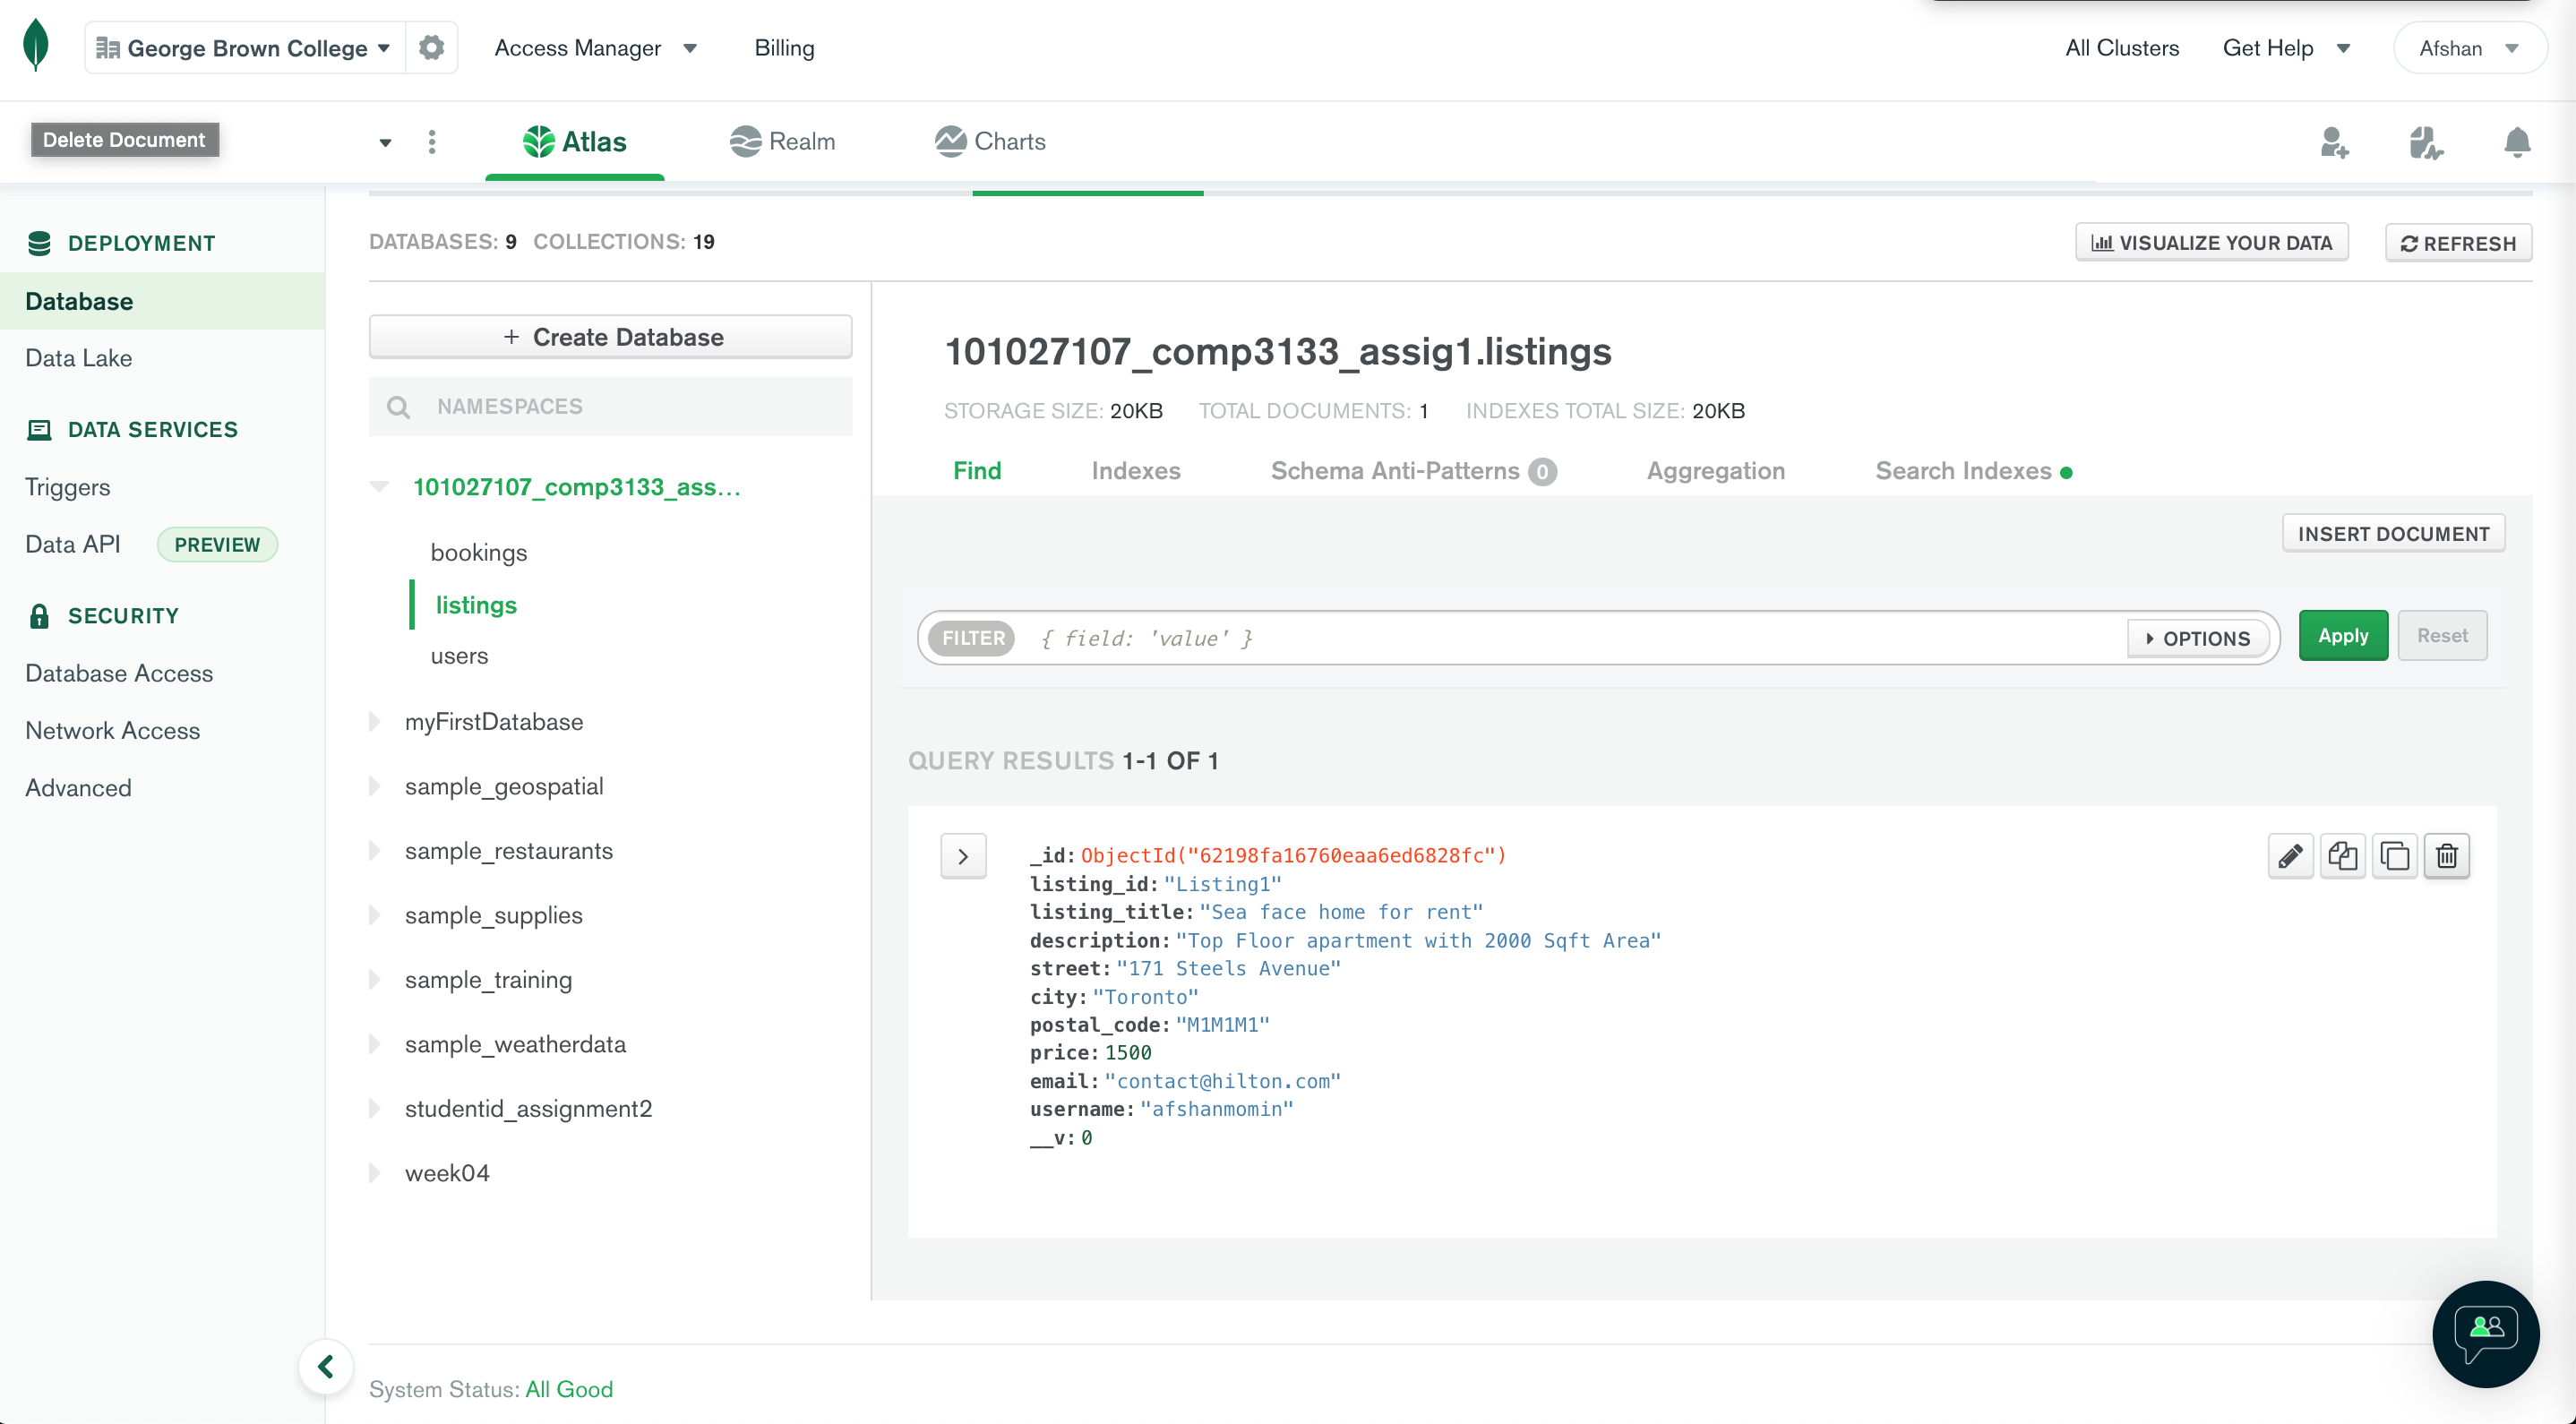 George Brown College
Access Manager
Billing
All Clusters
Get Help
Afshan
Delete Document
Atlas
Realm
Charts
DEPLOYMENT
Database
Data Lake
DATA SERVICES
Triggers
Data API PREVIEW
SECURITY
Database Access
Network Access
Advanced
DATABASES: 9 COLLECTIONS: 19
VISUALIZE YOUR DATA
REFRESH
+ Create Database
NAMESPACES
101027107_comp3133_ass...
bookings
listings
users
myFirstDatabase
sample_geospatial
sample_restaurants
sample_supplies
sample_training
sample_weatherdata
studentid_assignment2
week04
101027107_comp3133_assig1.listings
STORAGE SIZE: 20KB TOTAL DOCUMENTS: 1 INDEXES TOTAL SIZE: 20KB
Find
Indexes
Schema Anti-Patterns 0
Aggregation
Search Indexes
INSERT DOCUMENT
FILTER { field: 'value' }
OPTIONS
Apply
Reset
QUERY RESULTS 1-1 OF 1
_id: ObjectId("62198fa16760eaa6ed6828fc")
listing_id: "Listing1"
listing_title: "Sea face home for rent"
description: "Top Floor apartment with 2000 Sqft Area"
street: "171 Steels Avenue"
city: "Toronto"
postal_code: "M1M1M1"
price: 1500
email: "contact@hilton.com"
username: "afshanmomin"
__v: 0
System Status: All Good